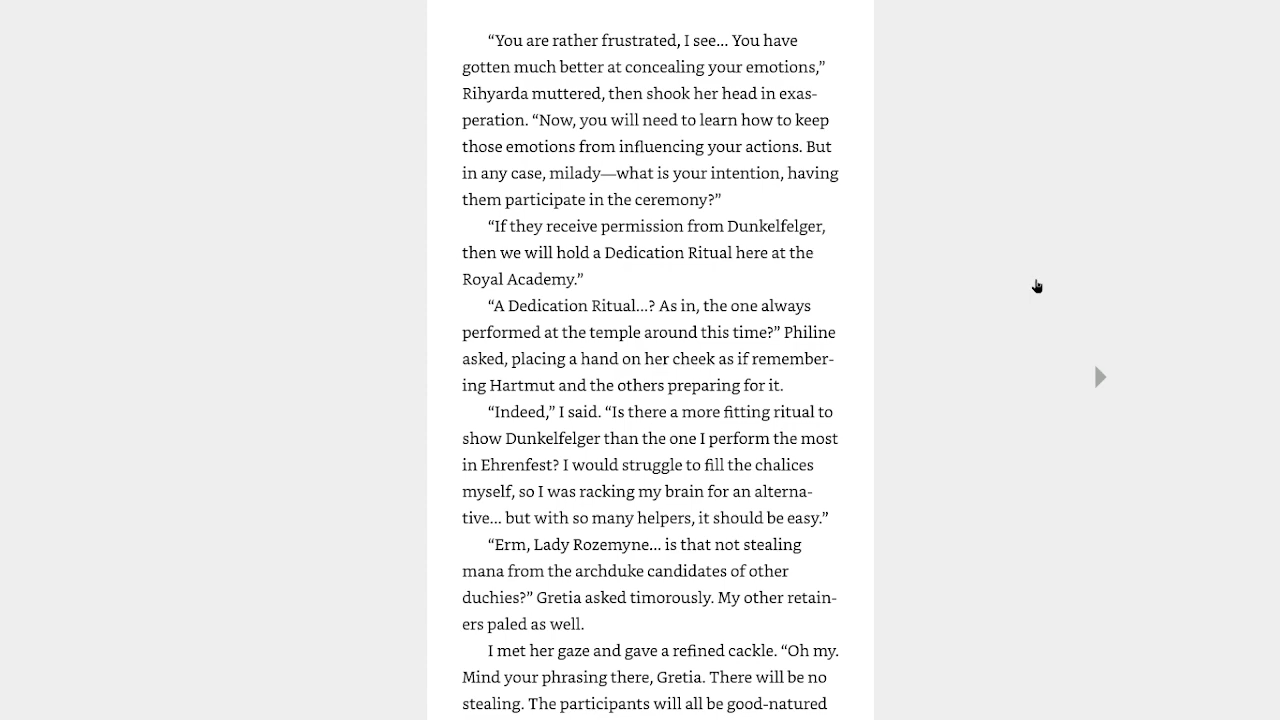 “You are rather frustrated, I see... You have
gotten much better at concealing your emotions,”
Rihyarda muttered, then shook her head in exas-
peration. “Now, you will need to learn how to keep
those emotions from influencing your actions. But
in any case, milady—what is your intention, having
them participate in the ceremony?”
“If they receive permission from Dunkelfelger,
then we will hold a Dedication Ritual here at the
Royal Academy.”
“A Dedication Ritual...? As in, the one always
performed at the temple around this time?” Philine
asked, placing a hand on her cheek as if remember-
ing Hartmut and the others preparing for it.
“Indeed,” I said. “Is there a more fitting ritual to
show Dunkelfelger than the one I perform the most
in Ehrenfest? I would struggle to fill the chalices
myself, so I was racking my brain for an alterna-
tive... but with so many helpers, it should be easy.”
“Erm, Lady Rozemyne... is that not stealing
mana from the archduke candidates of other
duchies?” Gretia asked timorously. My other retain-
ers paled as well.
I met her gaze and gave a refined cackle. “Oh my.
Mind your phrasing there, Gretia. There will be no
stealing. The participants will all be good-natured